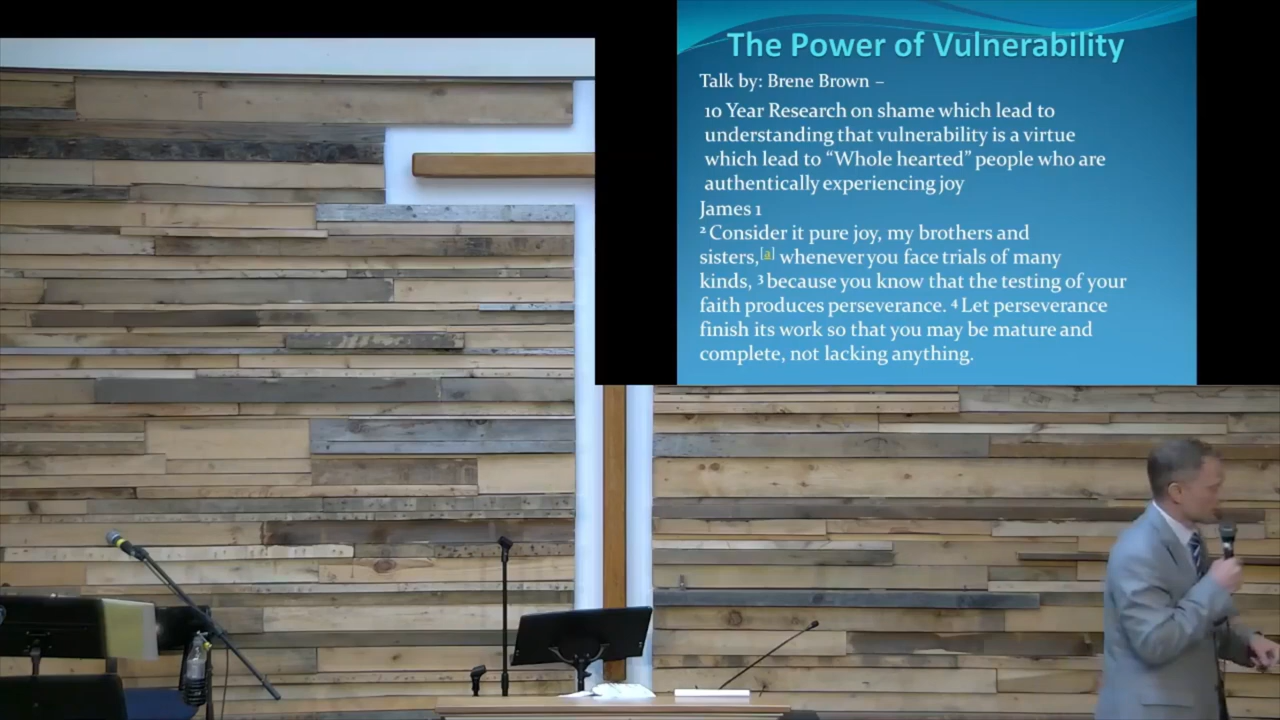 The Power of Vulnerability
Talk by: Brene Brown –
10 Year Research on shame which lead to
understanding that vulnerability is a virtue
which lead to “Whole hearted” people who are
authentically experiencing joy
James 1
² Consider it pure joy, my brothers and
sisters,[a] whenever you face trials of many
kinds, ³ because you know that the testing of your
faith produces perseverance. ⁴ Let perseverance
finish its work so that you may be mature and
complete, not lacking anything.